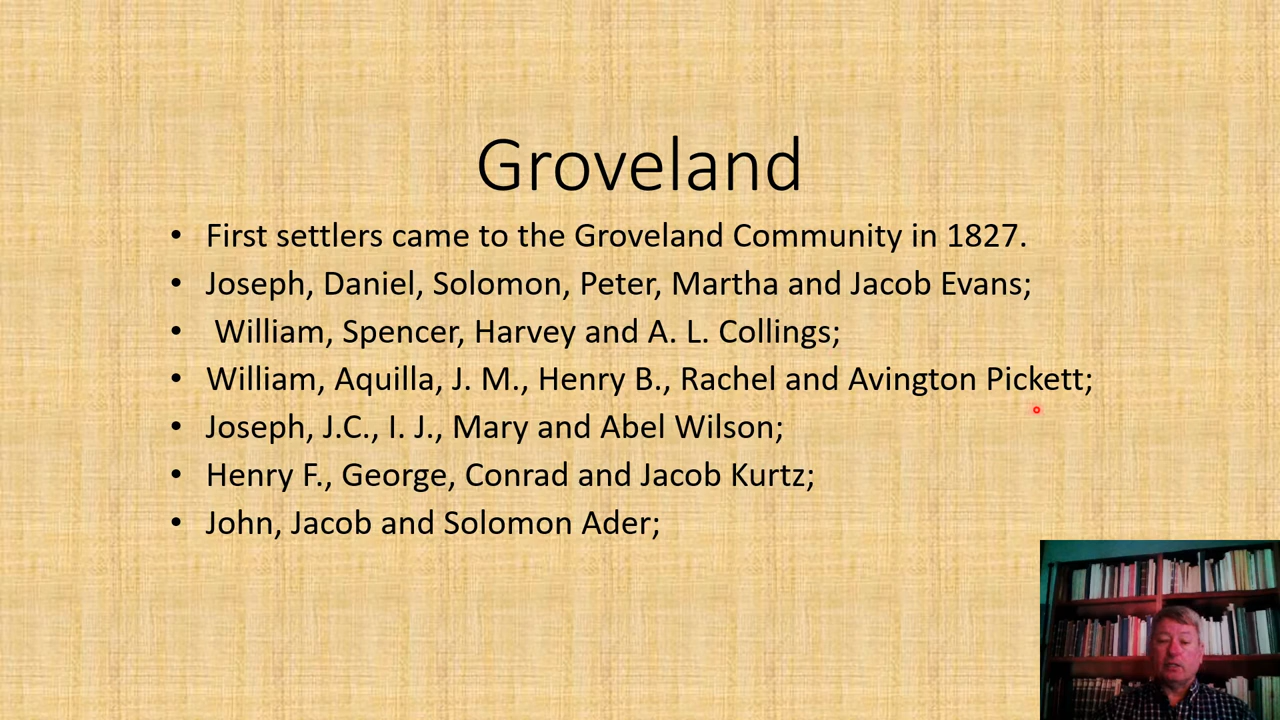 Groveland
• First settlers came to the Groveland Community in 1827.
• Joseph, Daniel, Solomon, Peter, Martha and Jacob Evans;
• William, Spencer, Harvey and A. L. Collings;
• William, Aquilla, J. M., Henry B., Rachel and Avington Pickett;
• Joseph, J.C., I. J., Mary and Abel Wilson;
• Henry F., George, Conrad and Jacob Kurtz;
• John, Jacob and Solomon Ader;